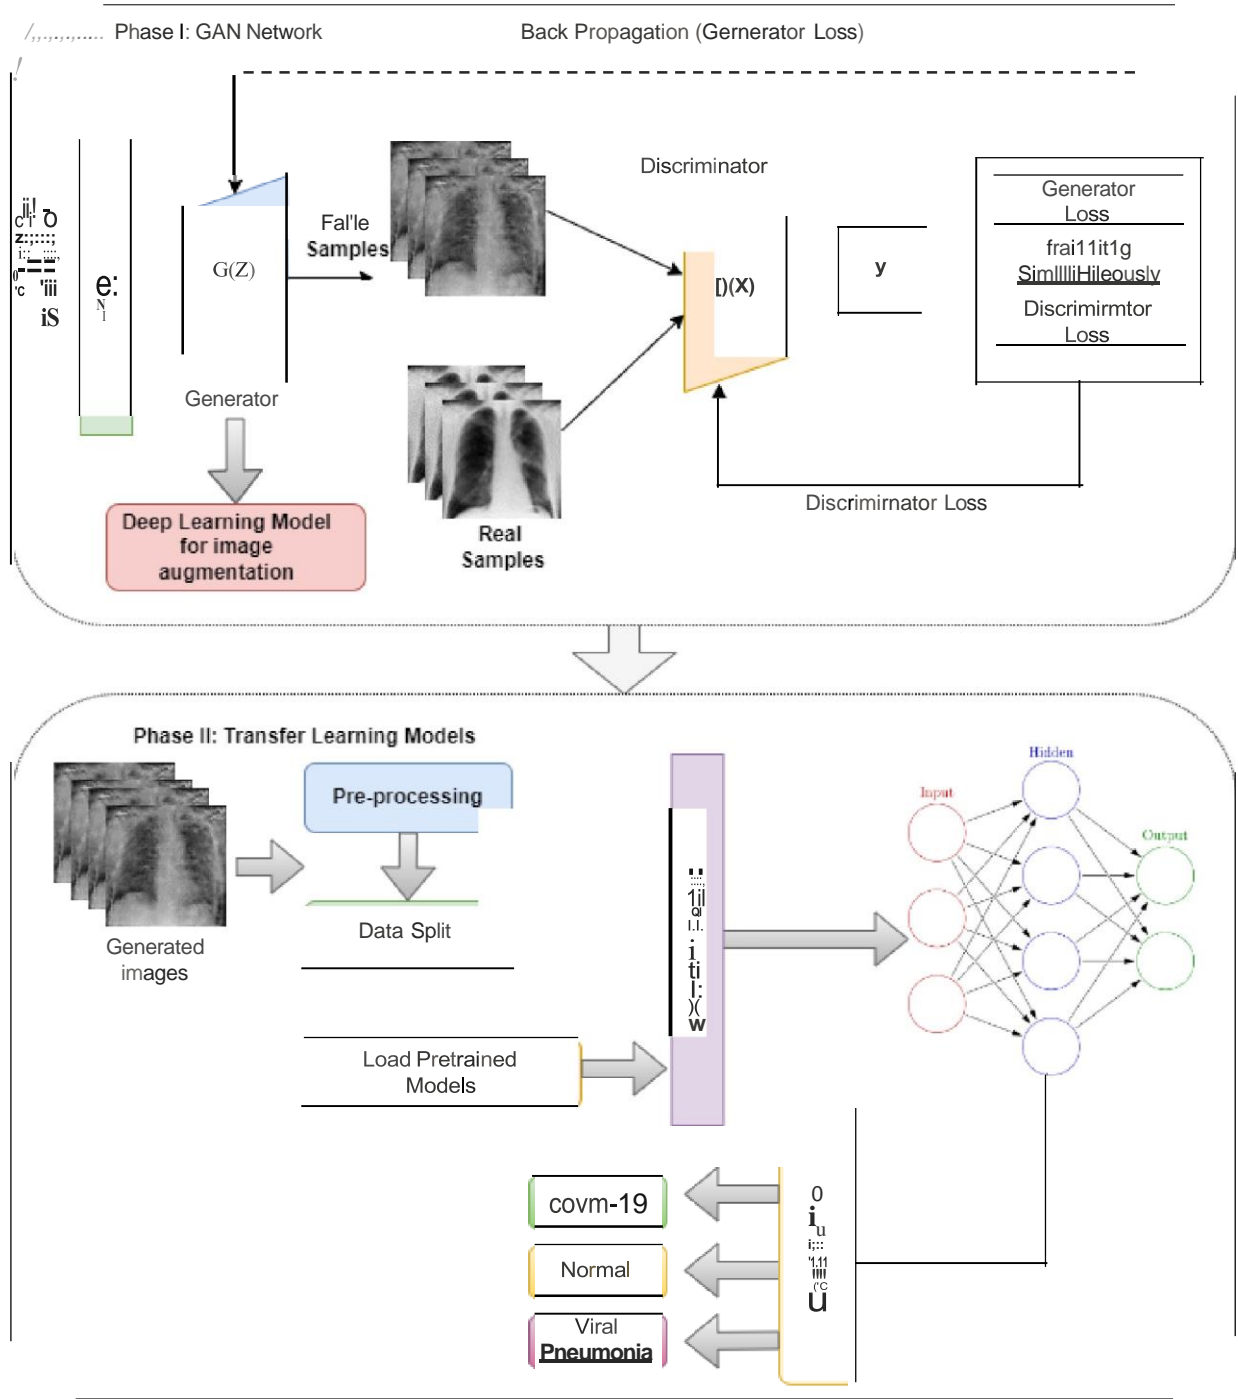 Phase I: GAN Network
Back Propagation (Gernerator Loss)
Discriminator
Generator
Loss
frai11it1g
SimlllliHileously
Discrimirmtor
Loss
Fal'le
Samples
G(Z)
[)(X)
y
e:
N
I
iS
Generator
Discrimirnator Loss
Deep Learning Model
for image
augmentation
Real
Samples
Phase II: Transfer Learning Models
Pre-processing
Data Split
Generated
images
Load Pretrained
Models
Hidden
Input
Output
covm-19
Normal
Viral
Pneumonia